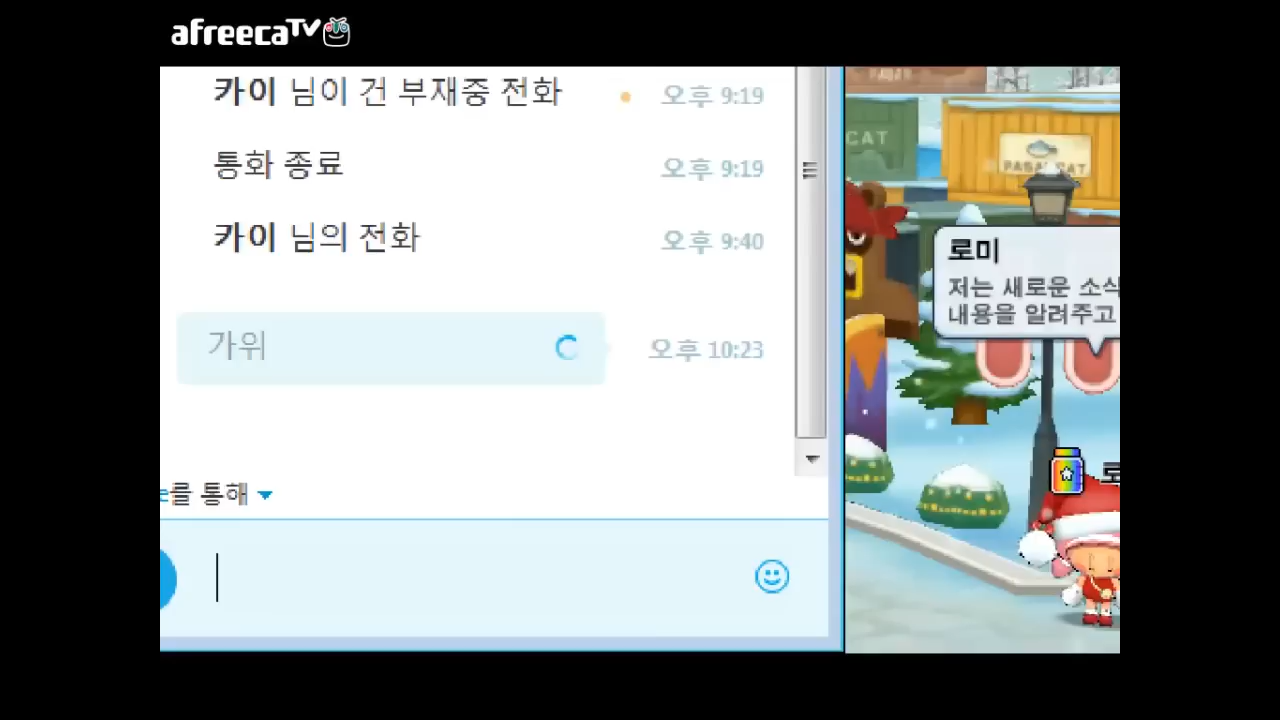 afreecaTV
카이 님이 건 부재중 전화
오후 9:19
통화 종료
오후 9:19
카이 님의 전화
오후 9:40
가위
오후 10:23
e를 통해
CAT
로미
저는 새로운 소식
내용을 알려주고
로